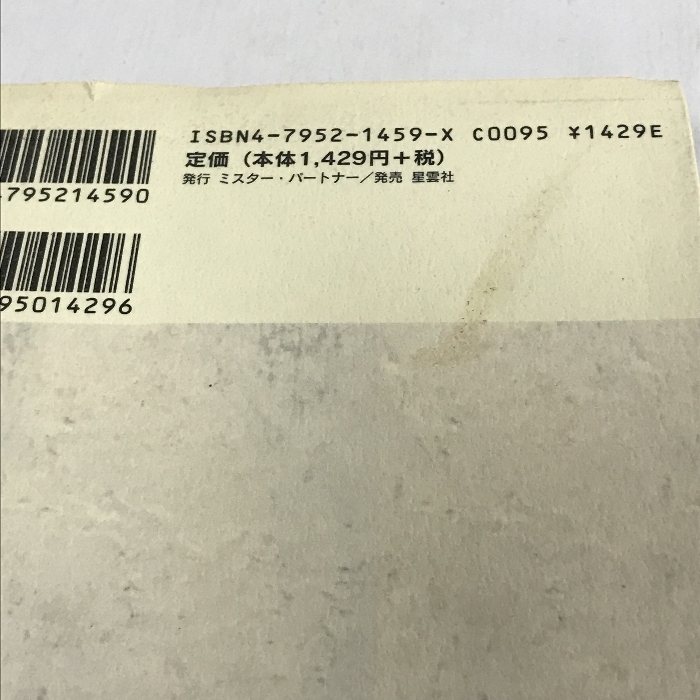 ISBN4-7952-1459-X C0095 ¥1429E
定価（本体1,429円＋税）
発行 ミスター・パートナー／発売 星雲社
795214590
95014296